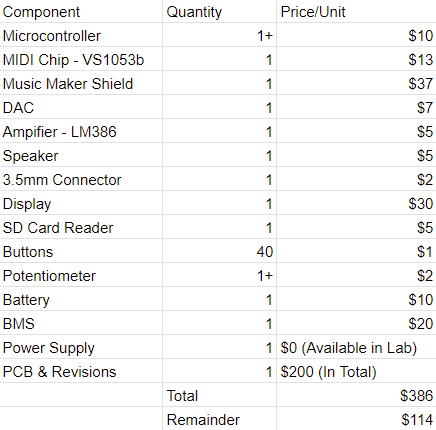 Component Quantity Price/Unit
Microcontroller 1+ $10
MIDI Chip - VS1053b 1 $13
Music Maker Shield 1 $37
DAC 1 $7
Ampifier - LM386 1 $5
Speaker 1 $5
3.5mm Connector 1 $2
Display 1 $30
SD Card Reader 1 $5
Buttons 40 $1
Potentiometer 1+ $2
Battery 1 $10
BMS 1 $20
Power Supply 1 $0 (Available in Lab)
PCB & Revisions 1 $200 (In Total)
Total $386
Remainder $114